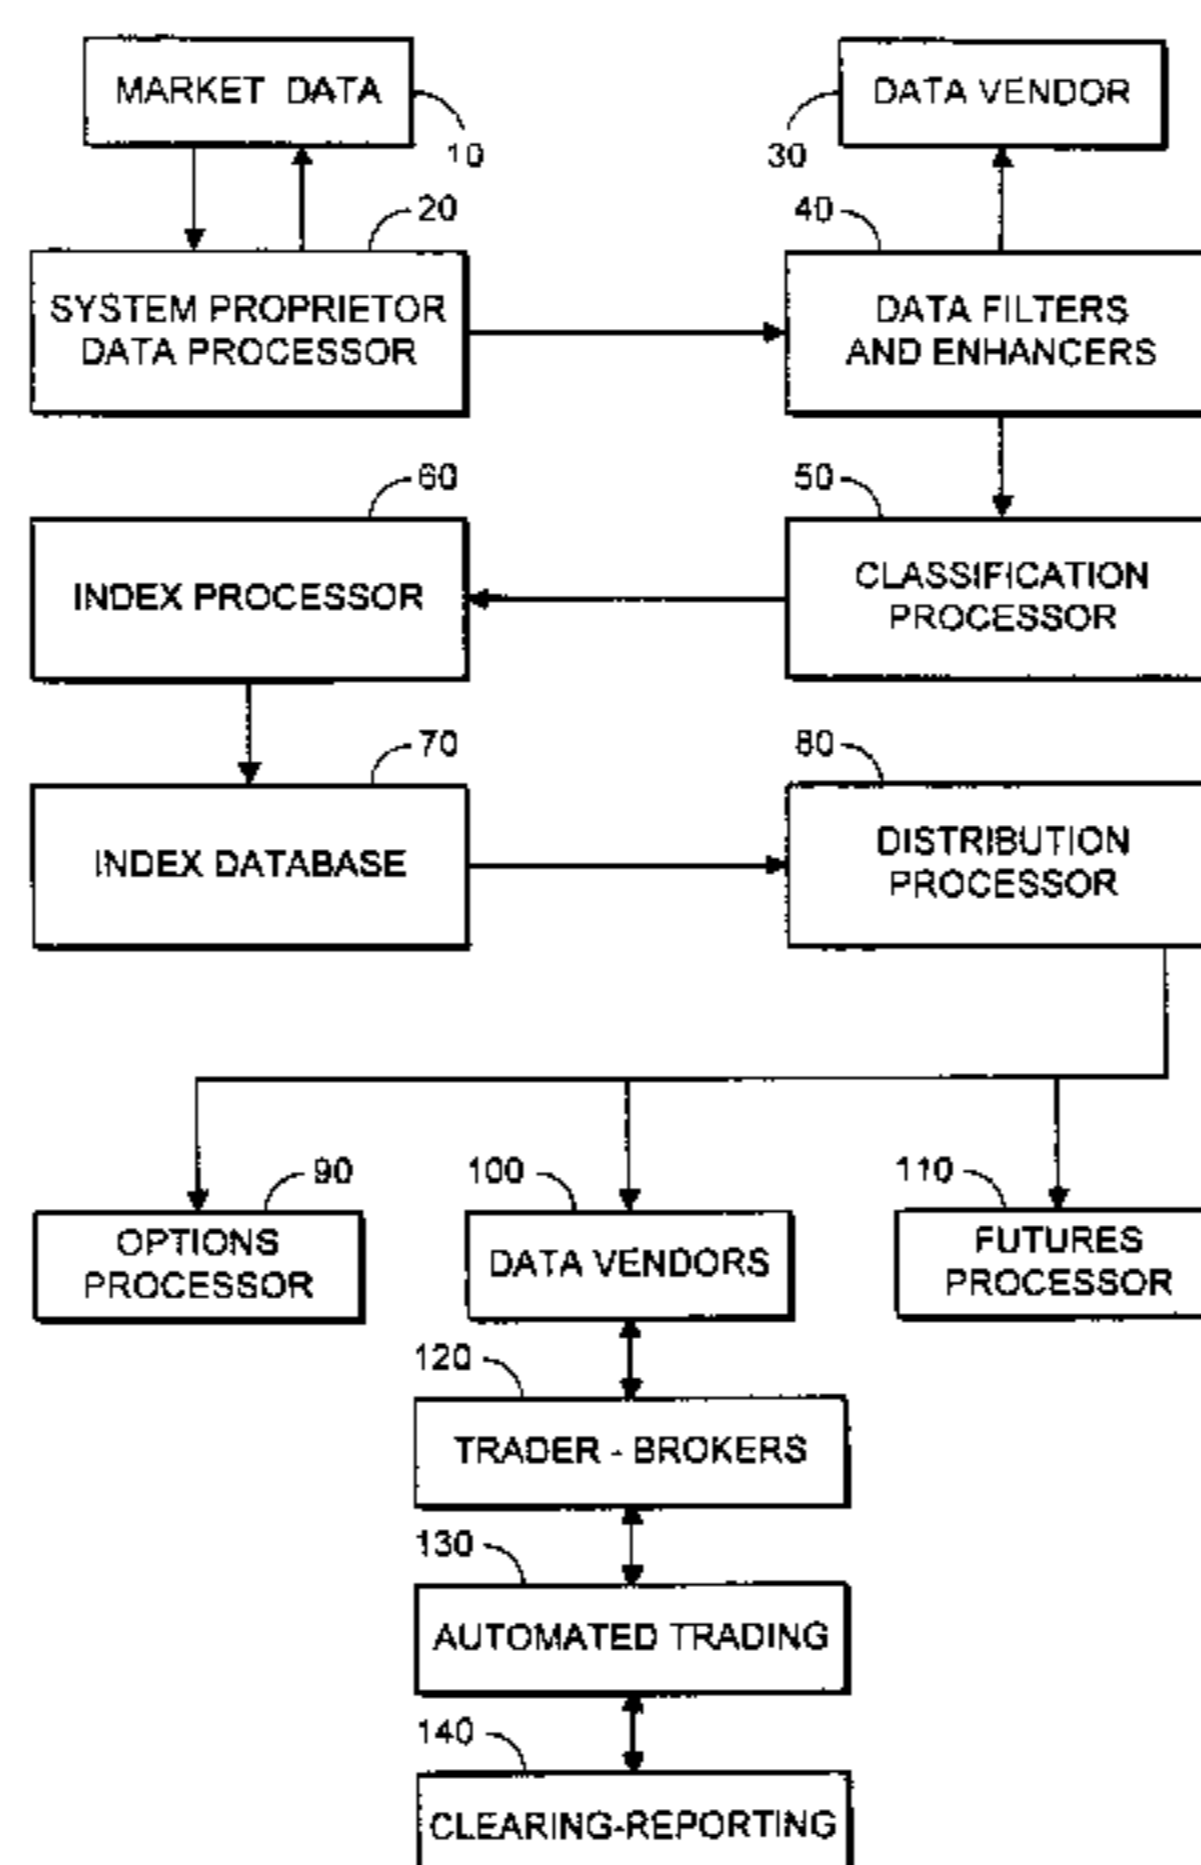 MARKET DATA
10
DATA VENDOR
30
20
SYSTEM PROPRIETOR
DATA PROCESSOR
40
DATA FILTERS
AND ENHANCERS
60
INDEX PROCESSOR
50
CLASSIFICATION
PROCESSOR
70
INDEX DATABASE
80
DISTRIBUTION
PROCESSOR
90
OPTIONS
PROCESSOR
100
DATA VENDORS
110
FUTURES
PROCESSOR
120
TRADER - BROKERS
130
AUTOMATED TRADING
140
CLEARING-REPORTING